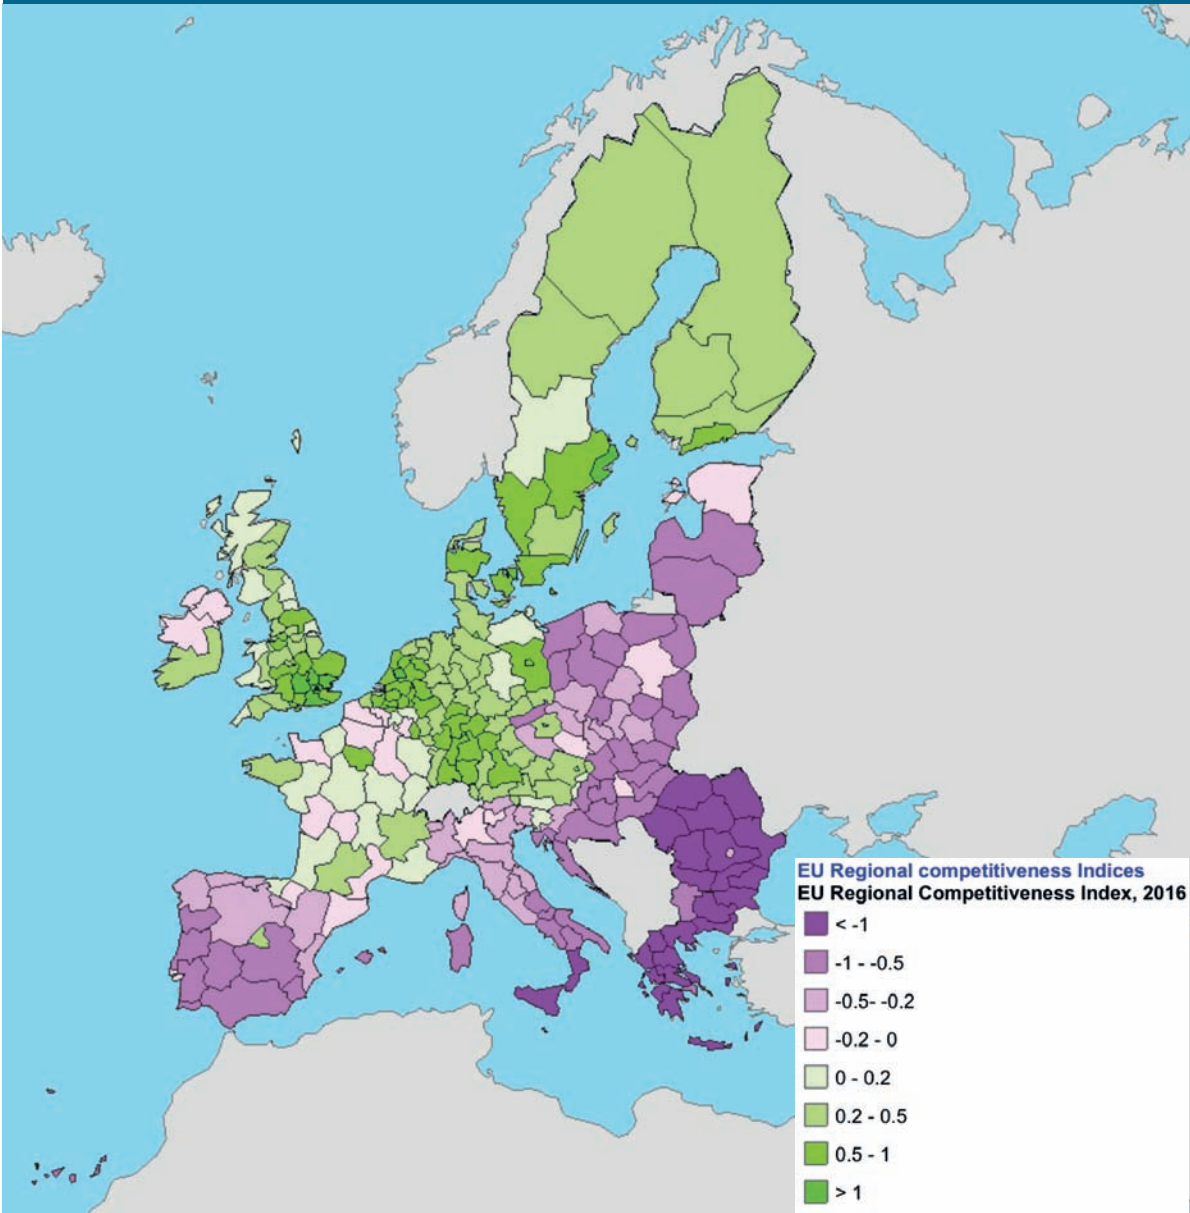 EU Regional competitiveness Indices
EU Regional Competitiveness Index, 2016
< -1
-1 - -0.5
-0.5- -0.2
-0.2 - 0
0 - 0.2
0.2 - 0.5
0.5 - 1
> 1